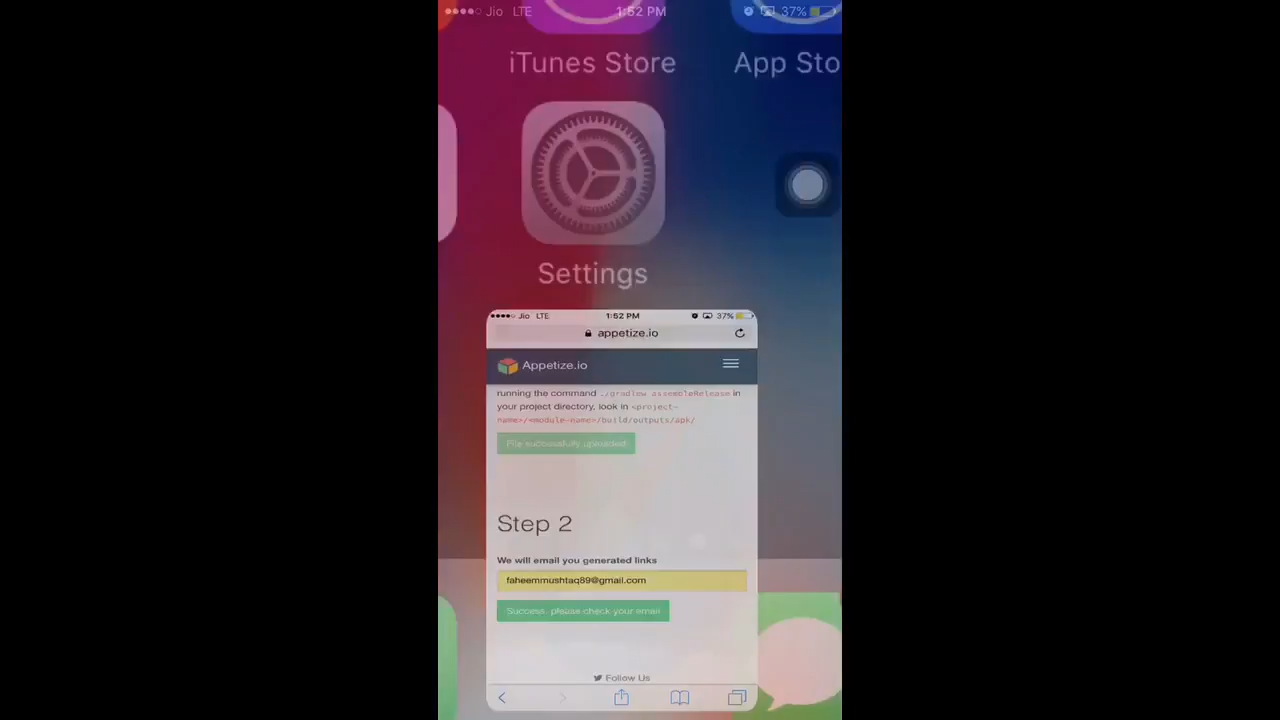 Jio LTE 1:52 PM 37%
iTunes Store App Sto
Settings
Jio LTE 1:52 PM 37%
appetize.io
Appetize.io
running the command ./gradlew assembleRelease in
your project directory, look in <project-
name>/<module-name>/build/outputs/apk/
File successfully uploaded
Step 2
We will email you generated links
faheemmushtaq89@gmail.com
Success, please check your email
Follow Us